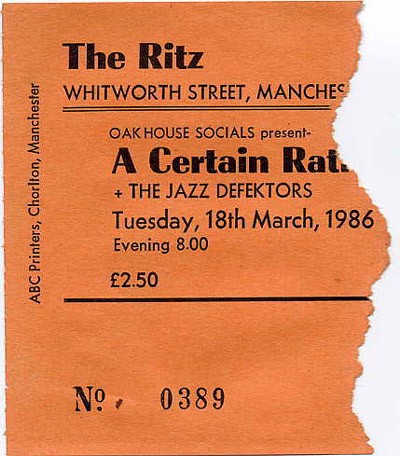 The Ritz
WHITWORTH STREET, MANCHES
OAKHOUSE SOCIALS present-
A Certain Rat
+ THE JAZZ DEFEKTORS
Tuesday, 18th March, 1986
Evening 8.00
£2.50
Nº. 0389
ABC Printers, Chorlton, Manchester